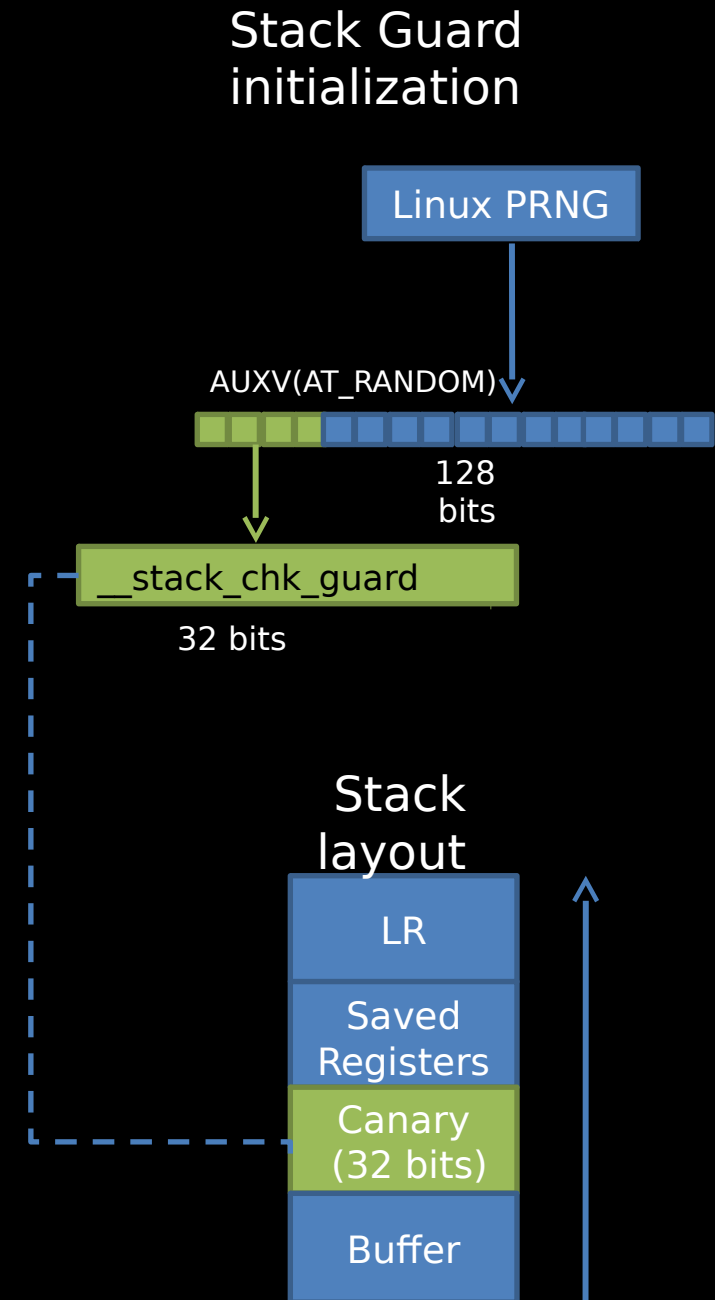 Stack Guard
initialization
Linux PRNG
AUXV(AT_RANDOM)
128
bits
__stack_chk_guard
32 bits
Stack
layout
LR
Saved
Registers
Canary
(32 bits)
Buffer